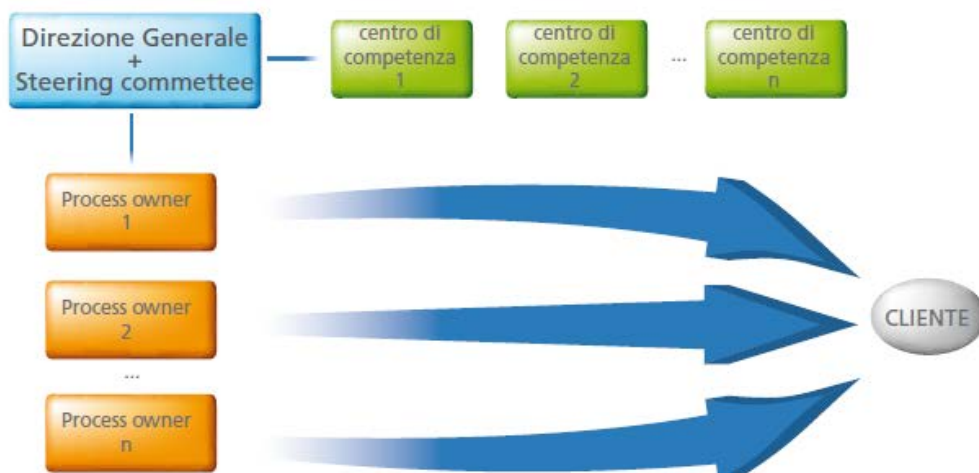 Direzione Generale
+
Steering commettee
centro di
competenza
1
centro di
competenza
2
...
centro di
competenza
n
Process owner
1
Process owner
2
...
Process owner
n
CLIENTE